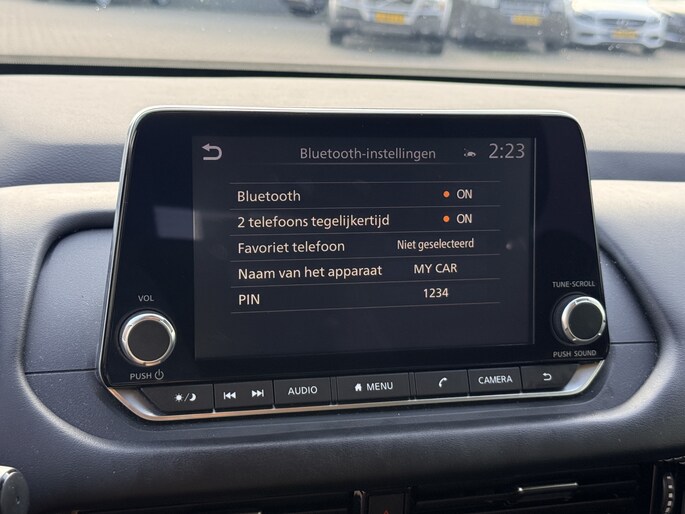 Bluetooth-instellingen 2:23
Bluetooth ON
2 telefoons tegelijkertijd ON
Favoriet telefoon Niet geselecteerd
Naam van het apparaat MY CAR
PIN 1234
VOL
PUSH
TUNE·SCROLL
PUSH SOUND
AUDIO
MENU
CAMERA